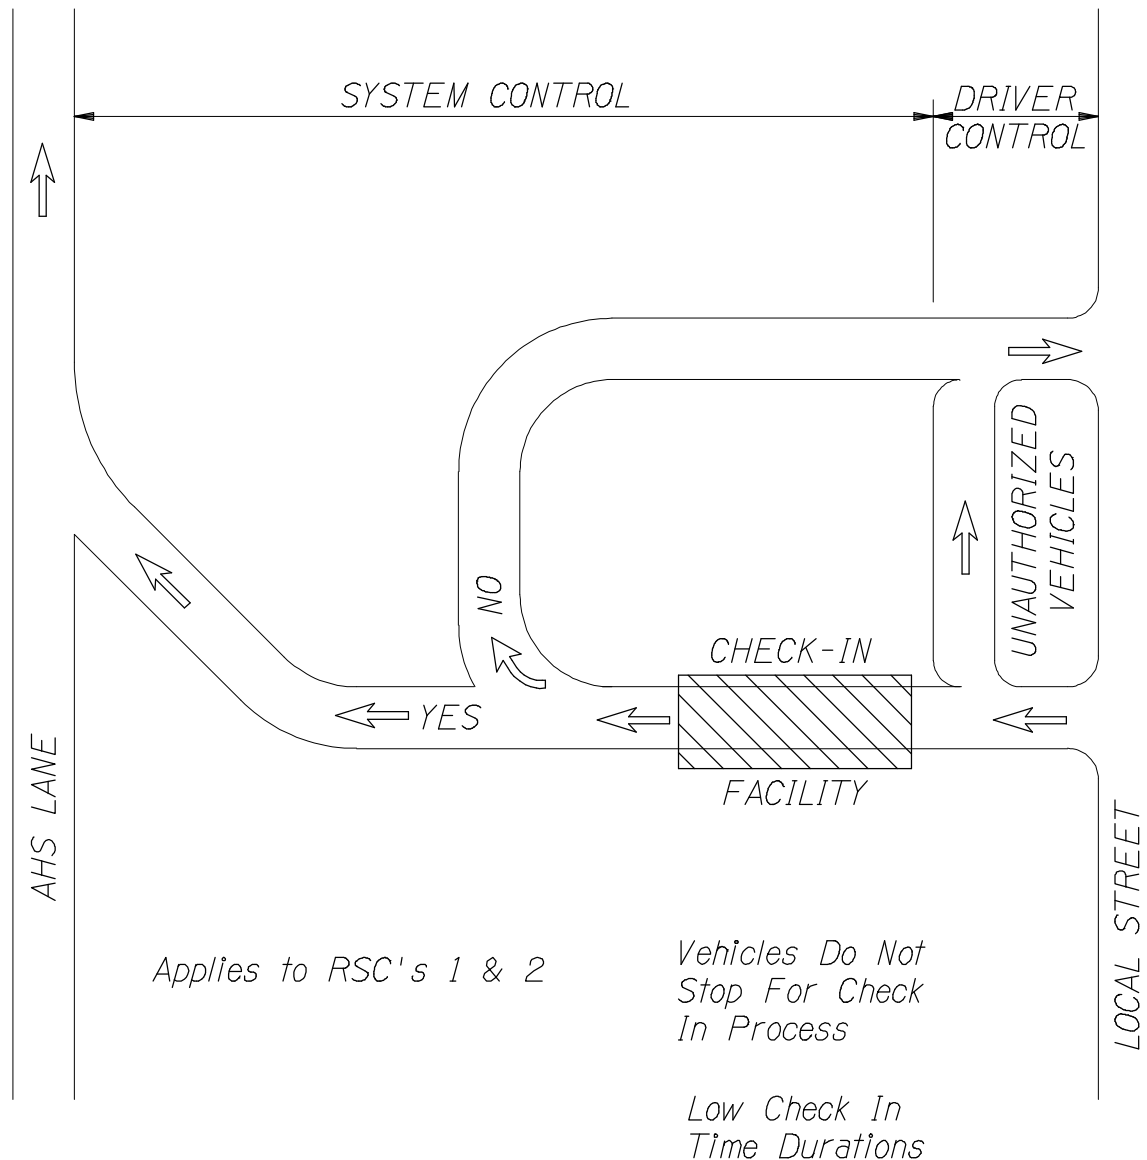 SYSTEM CONTROL
DRIVER
CONTROL
UNAUTHORIZED
VEHICLES
NO
CHECK-IN
YES
FACILITY
AHS LANE
LOCAL STREET
Applies to RSC's 1 & 2
Vehicles Do Not
Stop For Check
In Process
Low Check In
Time Durations